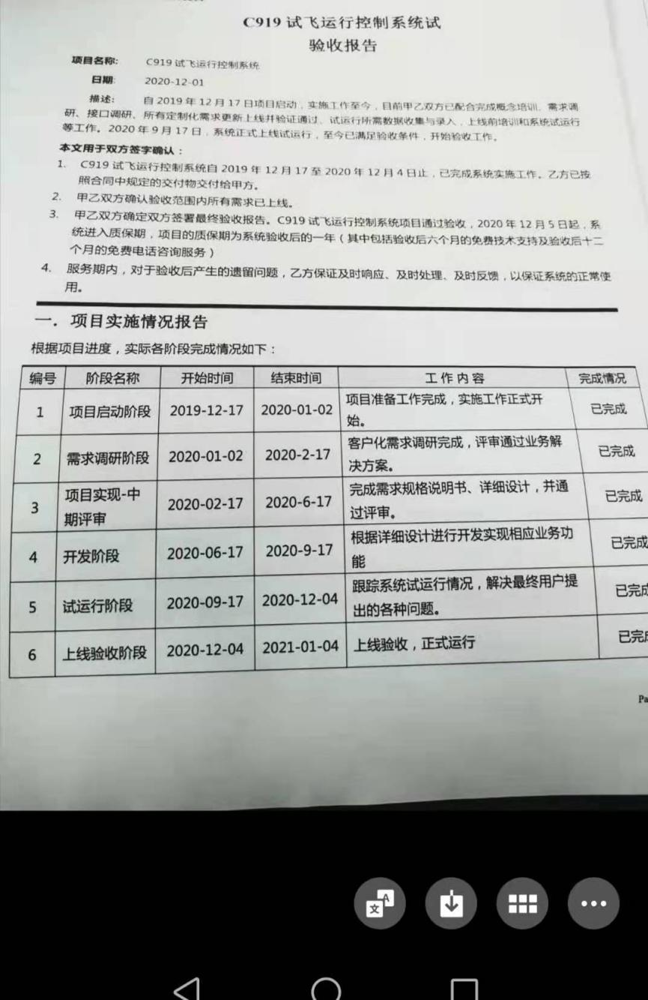 C919 试飞运行控制系统试
验收报告
项目名称: C919 试飞运行控制系统
日期: 2020-12-01
描述: 自 2019 年 12 月 17 日项目启动，实施工作至今，目前甲乙双方已配合完成概念培训、需求调
研、接口调研、所有定制化需求更新上线并验证通过、试运行所需数据收集与录入，上线前培训和系统试运行
等工作。2020 年 9 月 17 日，系统正式上线试运行，至今已满足验收条件，开始验收工作。
本文用于双方签字确认：
1. C919 试飞运行控制系统自 2019 年 12 月 17 至 2020 年 12 月 4 日止，已完成系统实施工作。乙方已按
照合同中规定的交付物交付给甲方。
2. 甲乙双方确认验收范围内所有需求已上线。
3. 甲乙双方确定双方签署最终验收报告。C919 试飞运行控制系统项目通过验收，2020 年 12 月 5 日起，系
统进入质保期，项目的质保期为系统验收后的一年（其中包括验收后六个月的免费技术支持及验收后十二
个月的免费电话咨询服务）
4. 服务期内，对于验收后产生的遗留问题，乙方保证及时响应、及时处理、及时反馈，以保证系统的正常使
用。
一．项目实施情况报告
根据项目进度，实际各阶段完成情况如下：
编号 阶段名称 开始时间 结束时间 工作内容 完成情况
1 项目启动阶段 2019-12-17 2020-01-02 项目准备工作完成，实施工作正式开
始。 已完成
2 需求调研阶段 2020-01-02 2020-2-17 客户化需求调研完成，评审通过业务解
决方案。 已完成
3 项目实现-中
期评审 2020-02-17 2020-6-17 完成需求规格说明书、详细设计，并通
过评审。 已完成
4 开发阶段 2020-06-17 2020-9-17 根据详细设计进行开发实现相应业务功
能 已完成
5 试运行阶段 2020-09-17 2020-12-04 跟踪系统试运行情况，解决最终用户提
出的各种问题。 已完成
6 上线验收阶段 2020-12-04 2021-01-04 上线验收，正式运行 已完成
Pa